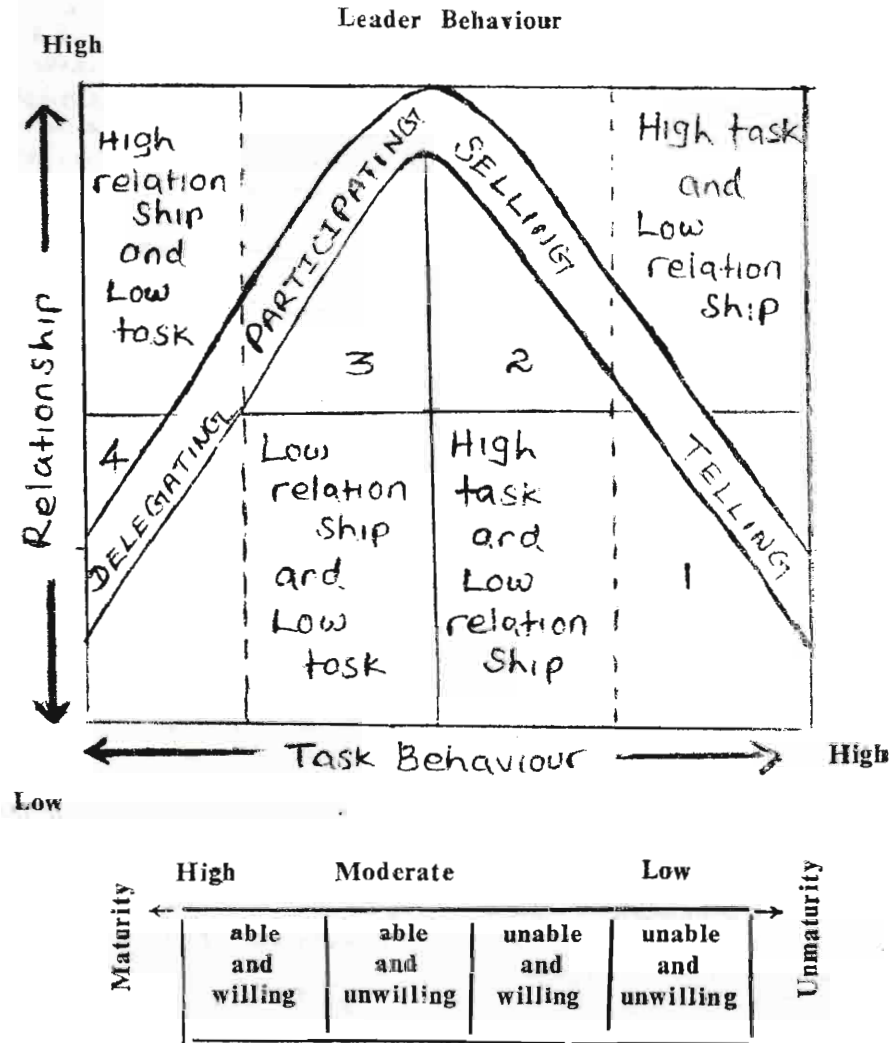 Leader Behaviour
High
High
relation
Ship
and
Low
task
PARTICIPATING
SELLING
High task
and
Low
relation
Ship
Relationship
3
2
4
DELEGATING
Low
relation
Ship
and
Low
task
High
task
and
Low
relation
Ship
TELLING
1
Task Behaviour
High
Low
High Moderate Low
Maturity
able
and
willing
able
and
unwilling
unable
and
willing
unable
and
unwilling
Unmaturity